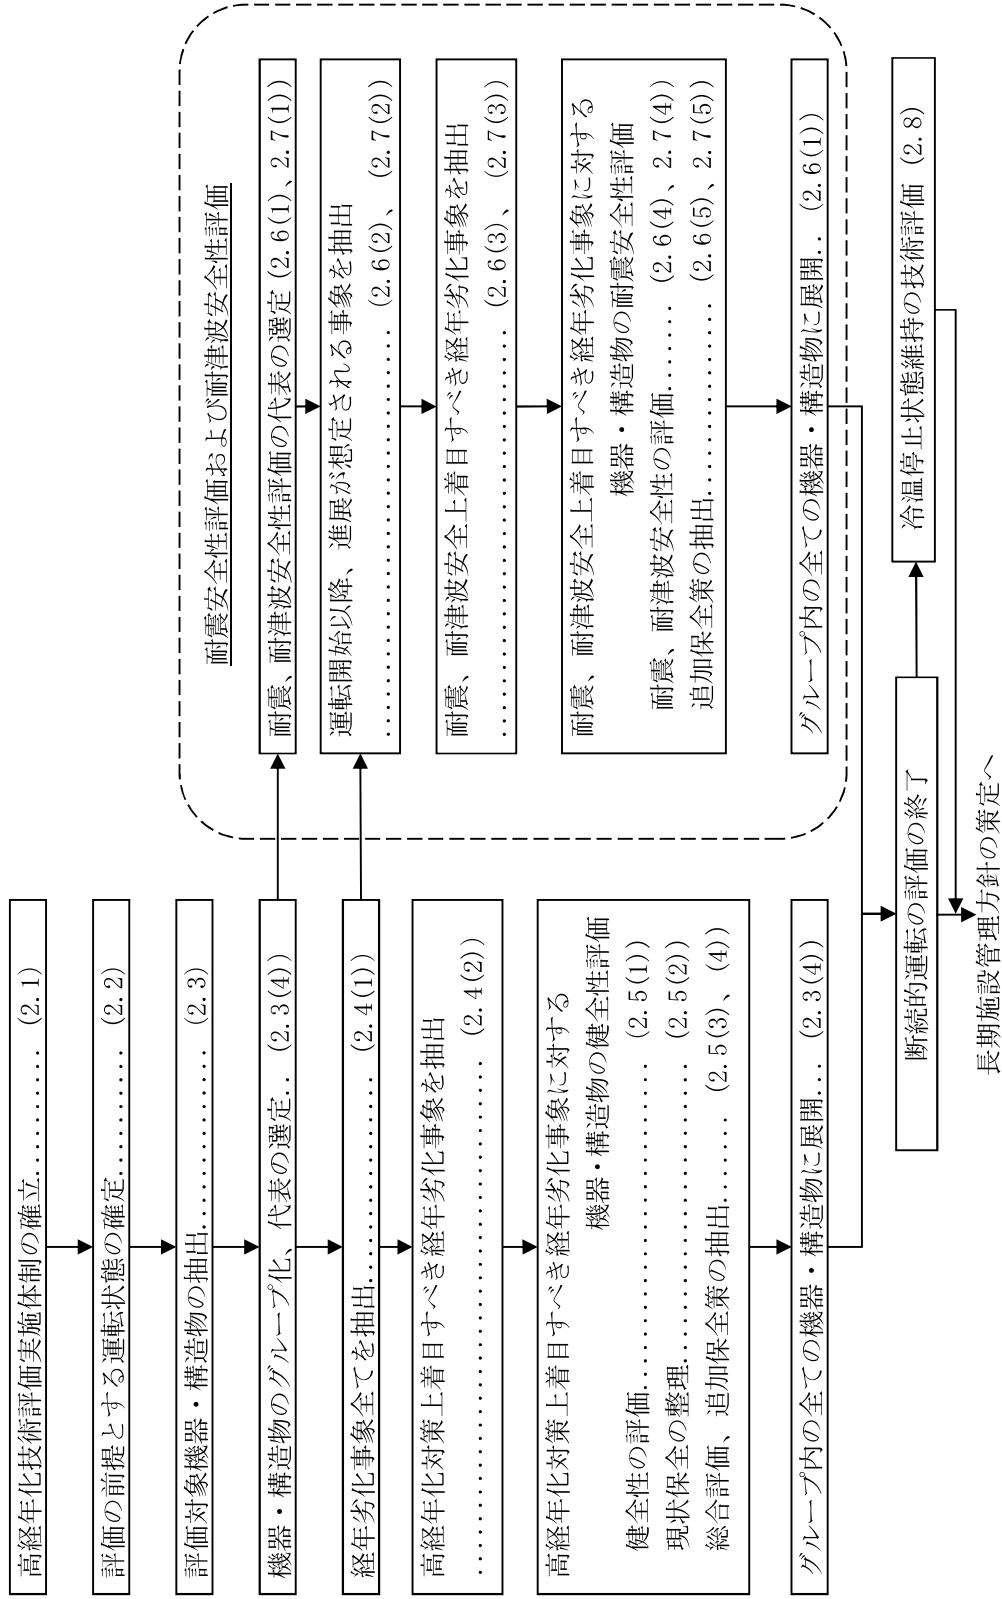 高経年化技術評価実施体制の確立.......... (2.1)
評価の前提とする運転状態の確定.......... (2.2)
評価対象機器・構造物の抽出.............. (2.3)
機器・構造物のグループ化、代表の選定.. (2.3(4))
経年劣化事象全てを抽出.................. (2.4(1))
高経年化対策上着目すべき経年劣化事象を抽出
........................................ (2.4(2))
高経年化対策上着目すべき経年劣化事象に対する
機器・構造物の健全性評価
健全性の評価.......................... (2.5(1))
現状保全の整理........................ (2.5(2))
総合評価、追加保全策の抽出....... (2.5(3)、(4))
グループ内の全ての機器・構造物に展開... (2.3(4))
耐震安全性評価および耐津波安全性評価
耐震、耐津波安全性評価の代表の選定 (2.6(1)、2.7(1))
運転開始以降、進展が想定される事象を抽出
.............................. (2.6(2)、 (2.7(2))
耐震、耐津波安全上着目すべき経年劣化事象を抽出
.............................. (2.6(3)、 (2.7(3))
耐震、耐津波安全上着目すべき経年劣化事象に対する
機器・構造物の耐震安全性評価
耐震、耐津波安全性の評価....... (2.6(4)、2.7(4))
追加保全策の抽出............... (2.6(5)、2.7(5))
グループ内の全ての機器・構造物に展開.. (2.6(1))
断続的運転の評価の終了
冷温停止状態維持の技術評価 (2.8)
長期施設管理方針の策定へ